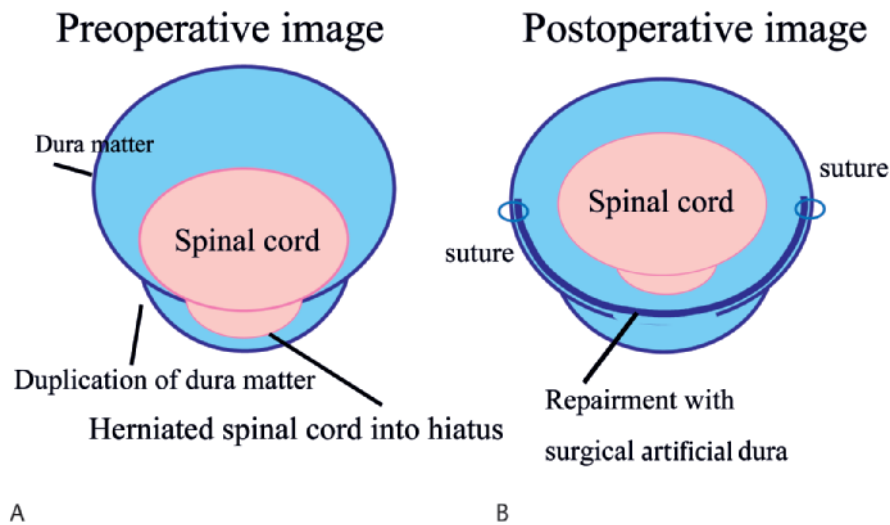 Preoperative image
Dura matter
Spinal cord
Duplication of dura matter
Herniated spinal cord into hiatus
A
Postoperative image
suture
Spinal cord
suture
Repairment with
surgical artificial dura
B